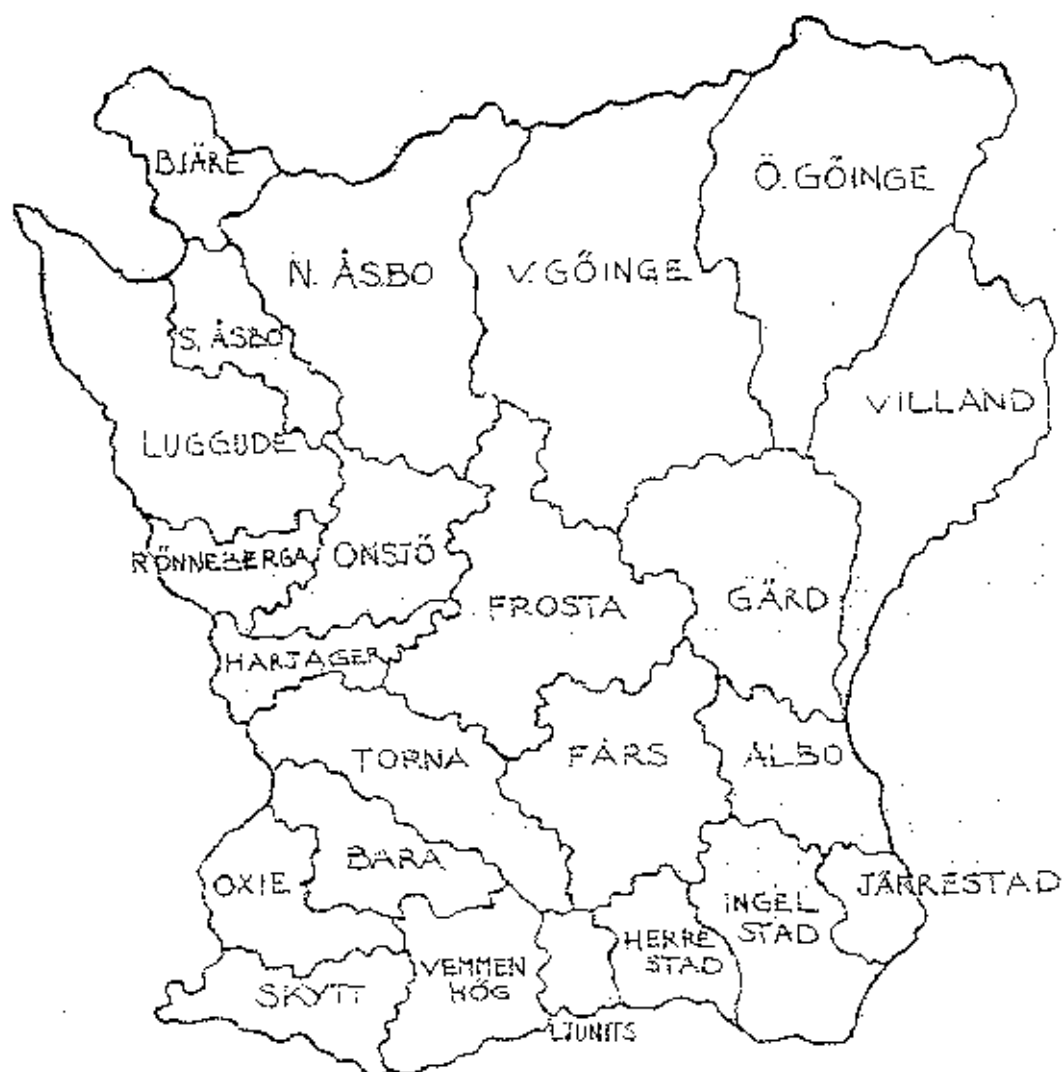 BJÄRE
Ö. GÖINGE
N. ÅSBO
V. GÖINGE
S. ÅSBO
VILLAND
LUGGUDE
RÖNNEBERGA
ONSJÖ
FROSTA
GÄRD
HARJAGER
TORNA
FÄRS
ALBO
BARA
OXIE
JÄRRESTAD
INGEL
STAD
HERRE
STAD
VEMMEN
HÖG
SKYTT
LJUNITS